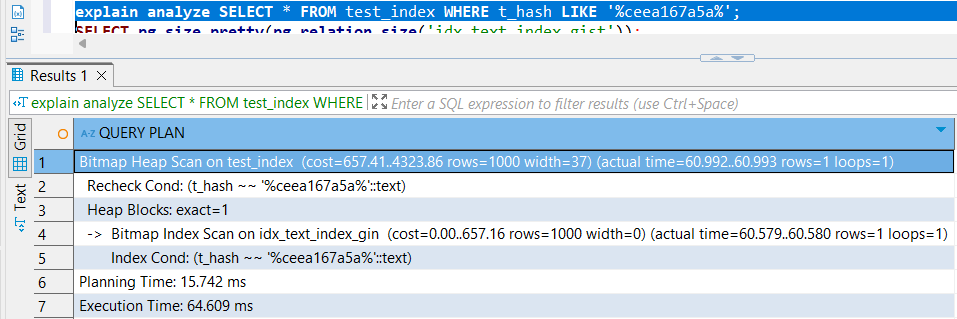 explain analyze SELECT * FROM test_index WHERE t_hash LIKE '%ceea167a5a%';
SELECT pg_size_pretty(pg_relation_size('idx_text_index_gist'));
Results 1
explain analyze SELECT * FROM test_index WHERE
Enter a SQL expression to filter results (use Ctrl+Space)
Grid
Text
A-Z QUERY PLAN
1 Bitmap Heap Scan on test_index (cost=657.41..4323.86 rows=1000 width=37) (actual time=60.992..60.993 rows=1 loops=1)
2 Recheck Cond: (t_hash ~~ '%ceea167a5a%'::text)
3 Heap Blocks: exact=1
4 -> Bitmap Index Scan on idx_text_index_gin (cost=0.00..657.16 rows=1000 width=0) (actual time=60.579..60.580 rows=1 loops=1)
5 Index Cond: (t_hash ~~ '%ceea167a5a%'::text)
6 Planning Time: 15.742 ms
7 Execution Time: 64.609 ms